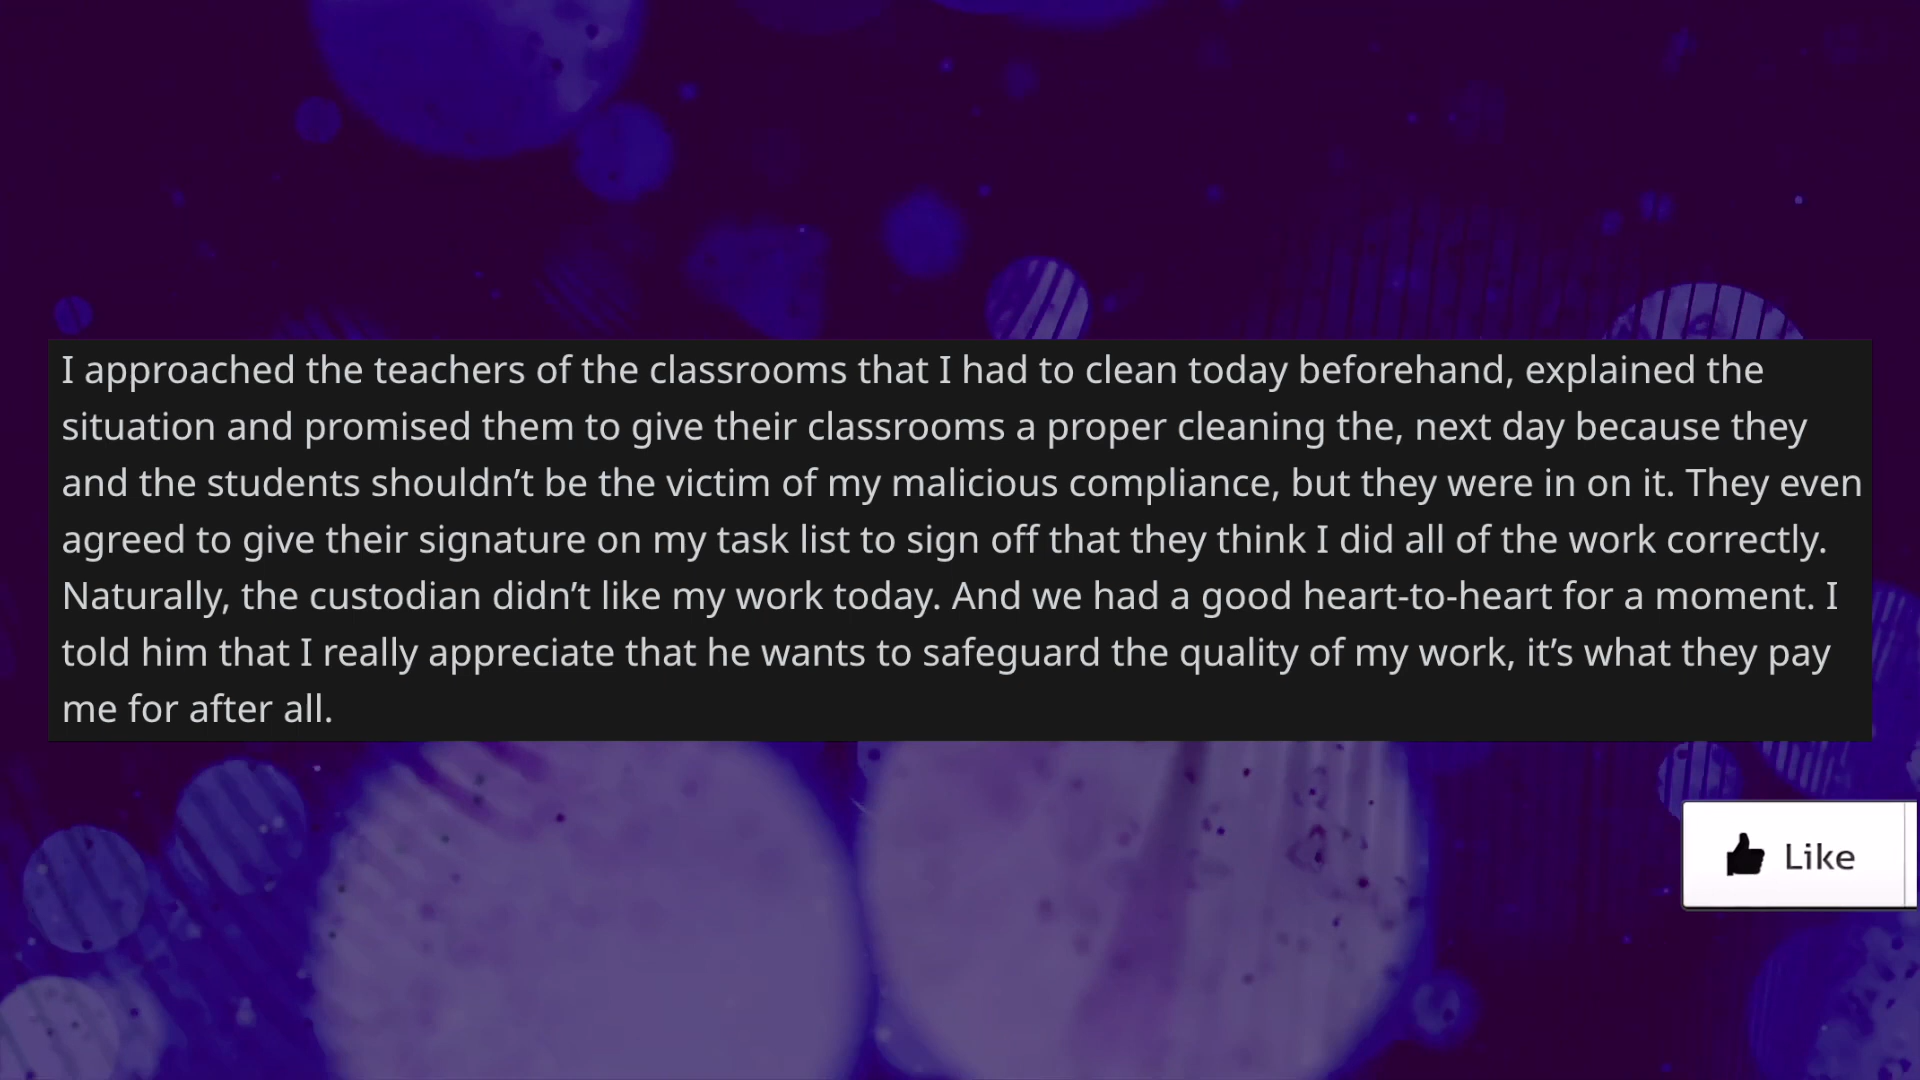 I approached the teachers of the classrooms that I had to clean today beforehand, explained the
situation and promised them to give their classrooms a proper cleaning the, next day because they
and the students shouldn’t be the victim of my malicious compliance, but they were in on it. They even
agreed to give their signature on my task list to sign off that they think I did all of the work correctly.
Naturally, the custodian didn’t like my work today. And we had a good heart-to-heart for a moment. I
told him that I really appreciate that he wants to safeguard the quality of my work, it’s what they pay
me for after all.
Like